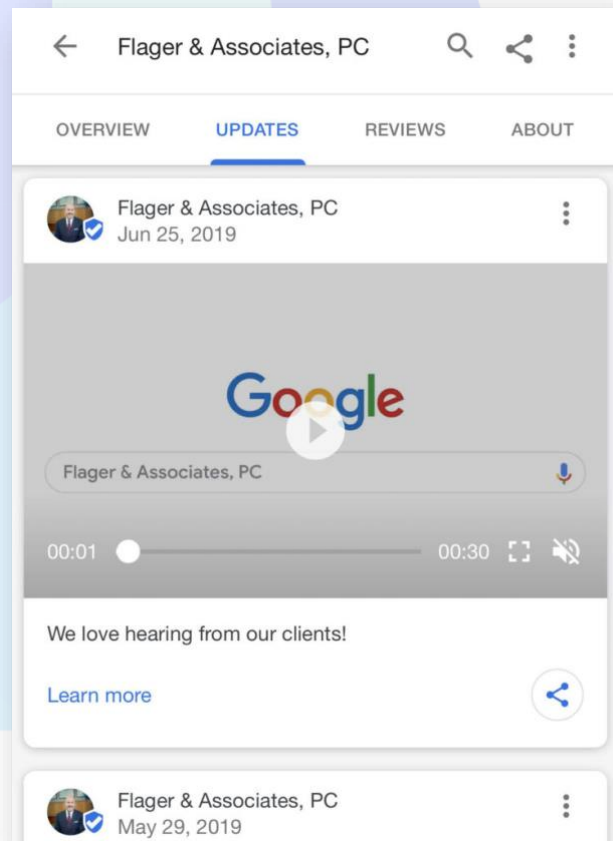 Flager & Associates, PC
OVERVIEW UPDATES REVIEWS ABOUT
Flager & Associates, PC
Jun 25, 2019
Google
Flager & Associates, PC
00:01 00:30
We love hearing from our clients!
Learn more
Flager & Associates, PC
May 29, 2019